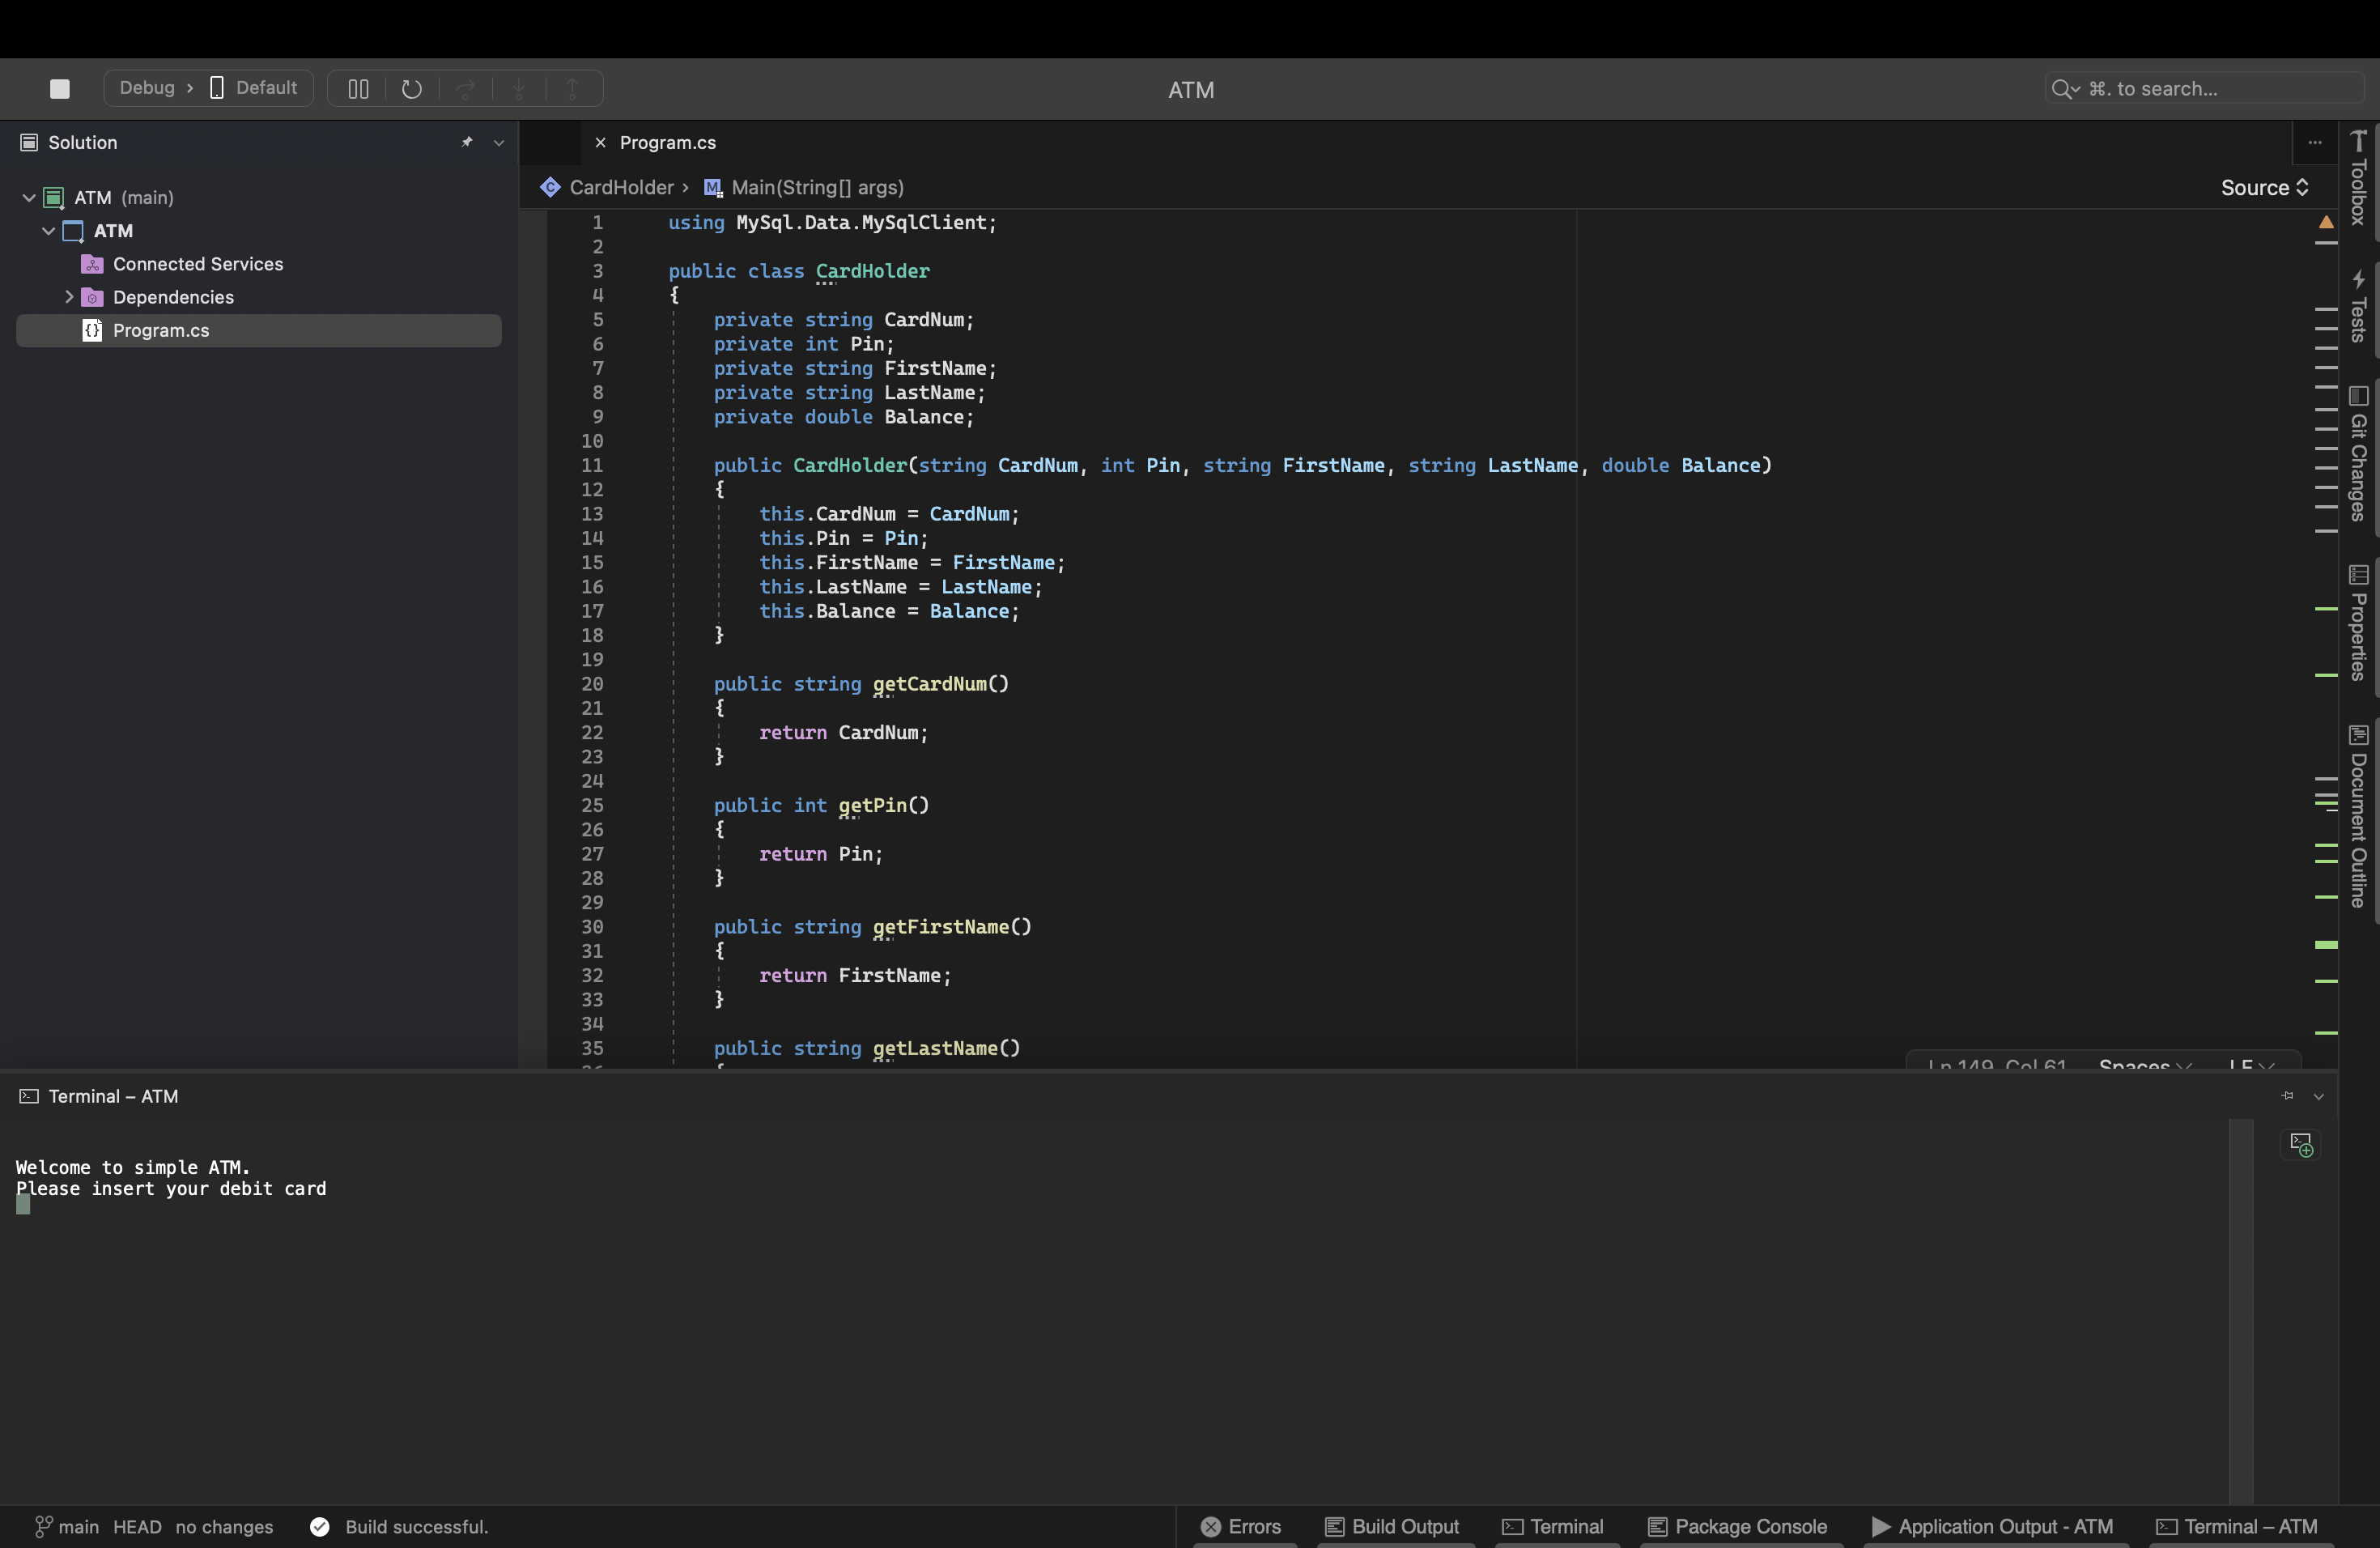 Debug › Default
ATM
⌘. to search...
Solution
ATM (main)
ATM
Connected Services
Dependencies
Program.cs
× Program.cs
CardHolder › M Main(String[] args)
Source
1 using MySql.Data.MySqlClient;
2
3 public class CardHolder
4 {
5 private string CardNum;
6 private int Pin;
7 private string FirstName;
8 private string LastName;
9 private double Balance;
10
11 public CardHolder(string CardNum, int Pin, string FirstName, string LastName, double Balance)
12 {
13 this.CardNum = CardNum;
14 this.Pin = Pin;
15 this.FirstName = FirstName;
16 this.LastName = LastName;
17 this.Balance = Balance;
18 }
19
20 public string getCardNum()
21 {
22 return CardNum;
23 }
24
25 public int getPin()
26 {
27 return Pin;
28 }
29
30 public string getFirstName()
31 {
32 return FirstName;
33 }
34
35 public string getLastName()
36 {
Ln 149, Col 61 Spaces LF
Toolbox
Tests
Git Changes
Properties
Document Outline
Terminal – ATM
Welcome to simple ATM.
Please insert your debit card
main HEAD no changes Build successful.
Errors Build Output Terminal Package Console Application Output - ATM Terminal – ATM